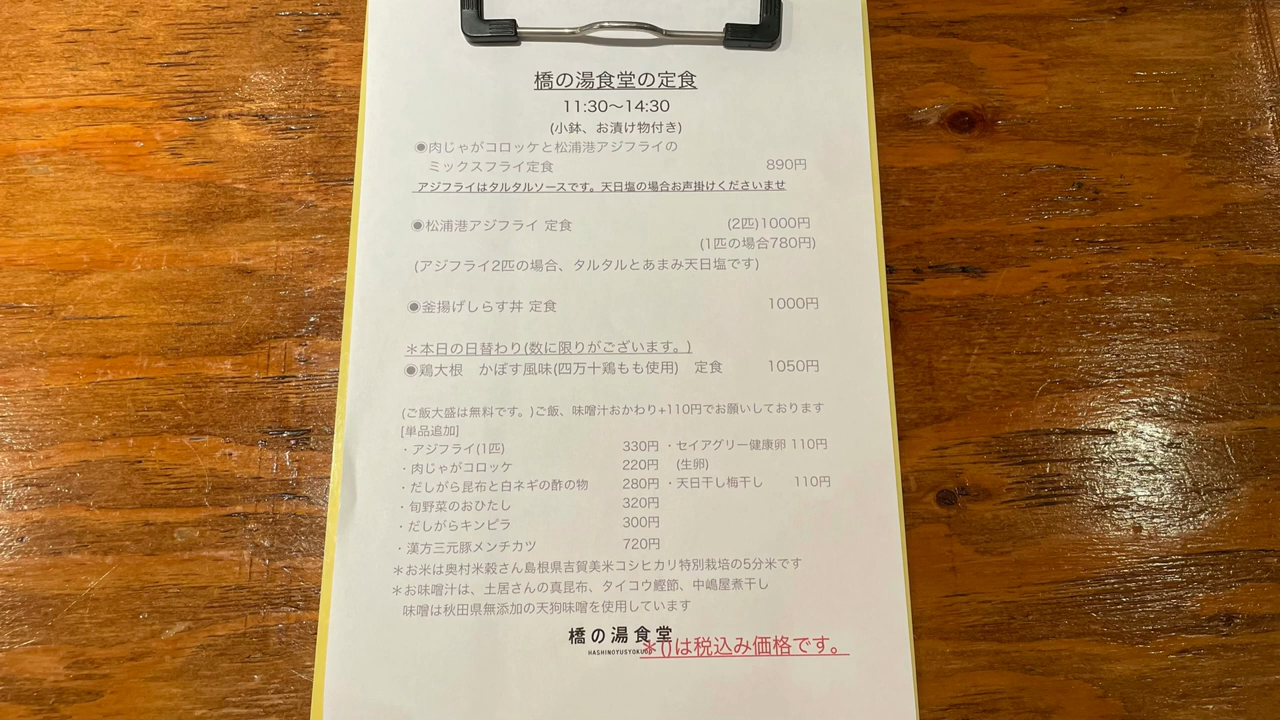 橋の湯食堂の定食
11:30〜14:30
(小鉢、お漬け物付き)
◉肉じゃがコロッケと松浦港アジフライの
ミックスフライ定食 890円
アジフライはタルタルソースです。天日塩の場合お声掛けくださいませ
◉松浦港アジフライ 定食 (2匹)1000円
(1匹の場合780円)
(アジフライ2匹の場合、タルタルとあまみ天日塩です)
◉釜揚げしらす丼 定食 1000円
＊本日の日替わり(数に限りがございます。)
◉鶏大根 かぼす風味(四万十鶏もも使用) 定食 1050円
(ご飯大盛は無料です。)ご飯、味噌汁おかわり+110円でお願いしております
[単品追加]
・アジフライ(1匹) 330円 ・セイアグリー健康卵 110円
・肉じゃがコロッケ 220円 (生卵)
・だしがら昆布と白ネギの酢の物 280円 ・天日干し梅干し 110円
・旬野菜のおひたし 320円
・だしがらキンピラ 300円
・漢方三元豚メンチカツ 720円
＊お米は奥村米穀さん島根県吉賀美米コシヒカリ特別栽培の5分米です
＊お味噌汁は、土居さんの真昆布、タイコウ鰹節、中嶋屋煮干し
味噌は秋田県無添加の天狗味噌を使用しています
橋の湯食堂
＊()は税込み価格です。